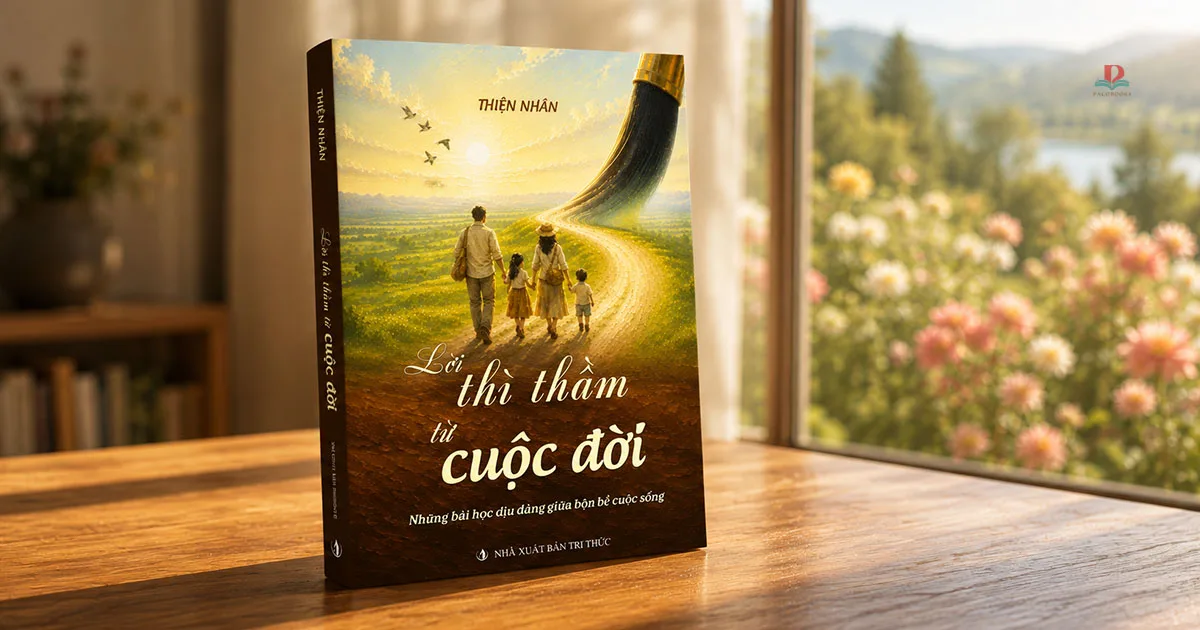 THIỆN NHÂN
Lời
thì thầm
từ
cuộc đời
Những bài học dịu dàng giữa bộn bề cuộc sống
NHÀ XUẤT BẢN TRI THỨC
THIỆN NHÂN
Lời thì thầm từ cuộc đời